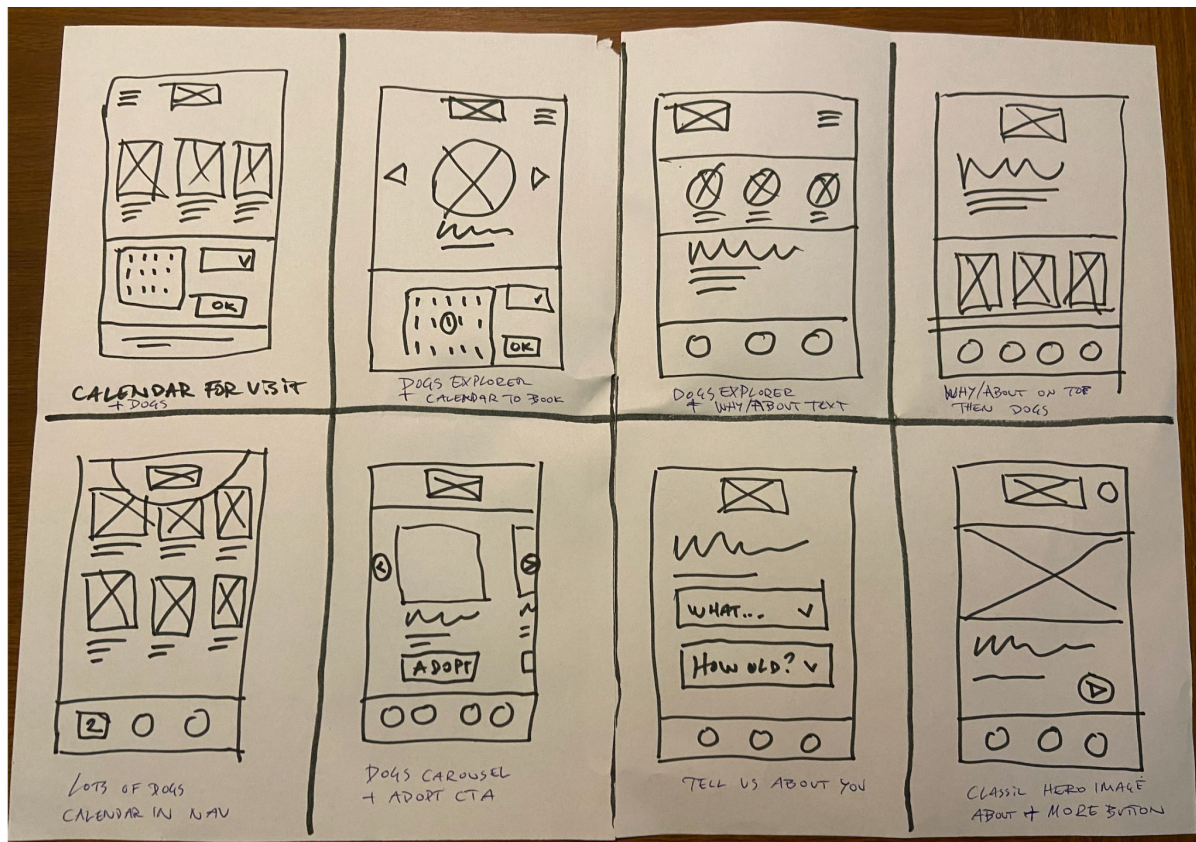 OK
CALENDAR FOR VISIT
+ DOGS
OK
DOGS EXPLORER
+ CALENDAR TO BOOK
DOGS EXPLORER
+ WHY/ABOUT TEXT
WHY/ABOUT ON TOP
THEN DOGS
2
LOTS OF DOGS
CALENDAR IN NAV
ADOPT
DOGS CAROUSEL
+ ADOPT CTA
WHAT...
HOW OLD?
TELL US ABOUT YOU
CLASSIC HERO IMAGE
ABOUT + MORE BUTTON